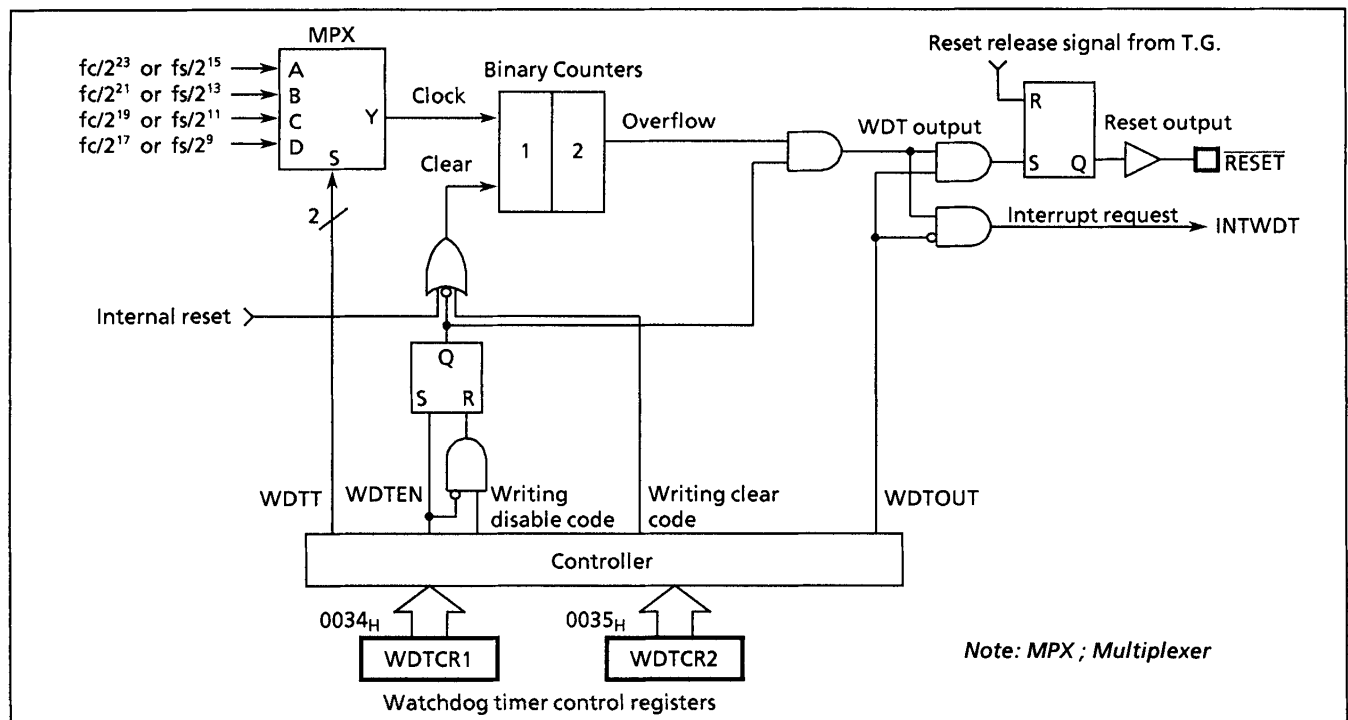 MPX
Reset release signal from T.G.
fc/2²³ or fs/2¹⁵
A
Binary Counters
fc/2²¹ or fs/2¹³
B
Clock
R
fc/2¹⁹ or fs/2¹¹
C
Y
Overflow
WDT output
Reset output
fc/2¹⁷ or fs/2⁹
D
S
Clear
1
2
S
Q
RESET
2
Interrupt request
INTWDT
Internal reset
Q
S
R
WDTT
WDTEN
Writing disable code
Writing clear code
WDTOUT
Controller
0034H
0035H
WDTCR1
WDTCR2
Note: MPX ; Multiplexer
Watchdog timer control registers